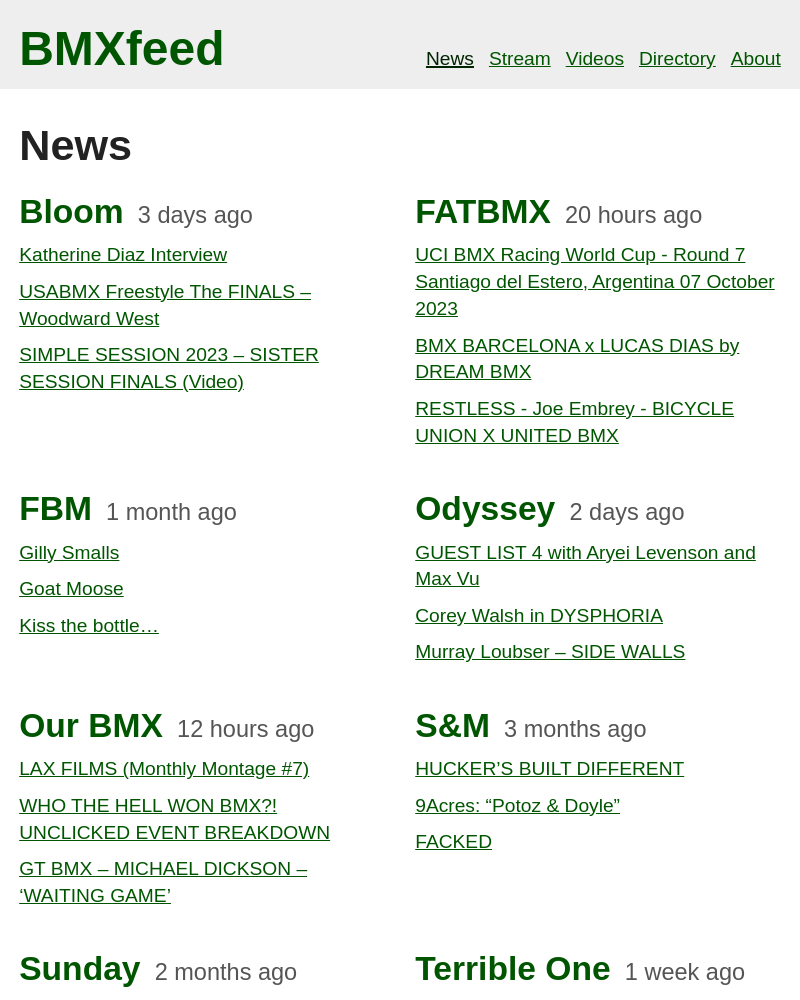 BMXfeed
News Stream Videos Directory About
News
Bloom 3 days ago
Katherine Diaz Interview
USABMX Freestyle The FINALS –
Woodward West
SIMPLE SESSION 2023 – SISTER
SESSION FINALS (Video)
FATBMX 20 hours ago
UCI BMX Racing World Cup - Round 7
Santiago del Estero, Argentina 07 October
2023
BMX BARCELONA x LUCAS DIAS by
DREAM BMX
RESTLESS - Joe Embrey - BICYCLE
UNION X UNITED BMX
FBM 1 month ago
Gilly Smalls
Goat Moose
Kiss the bottle…
Odyssey 2 days ago
GUEST LIST 4 with Aryei Levenson and
Max Vu
Corey Walsh in DYSPHORIA
Murray Loubser – SIDE WALLS
Our BMX 12 hours ago
LAX FILMS (Monthly Montage #7)
WHO THE HELL WON BMX?!
UNCLICKED EVENT BREAKDOWN
GT BMX – MICHAEL DICKSON –
‘WAITING GAME’
S&M 3 months ago
HUCKER’S BUILT DIFFERENT
9Acres: “Potoz & Doyle”
FACKED
Sunday 2 months ago
Terrible One 1 week ago